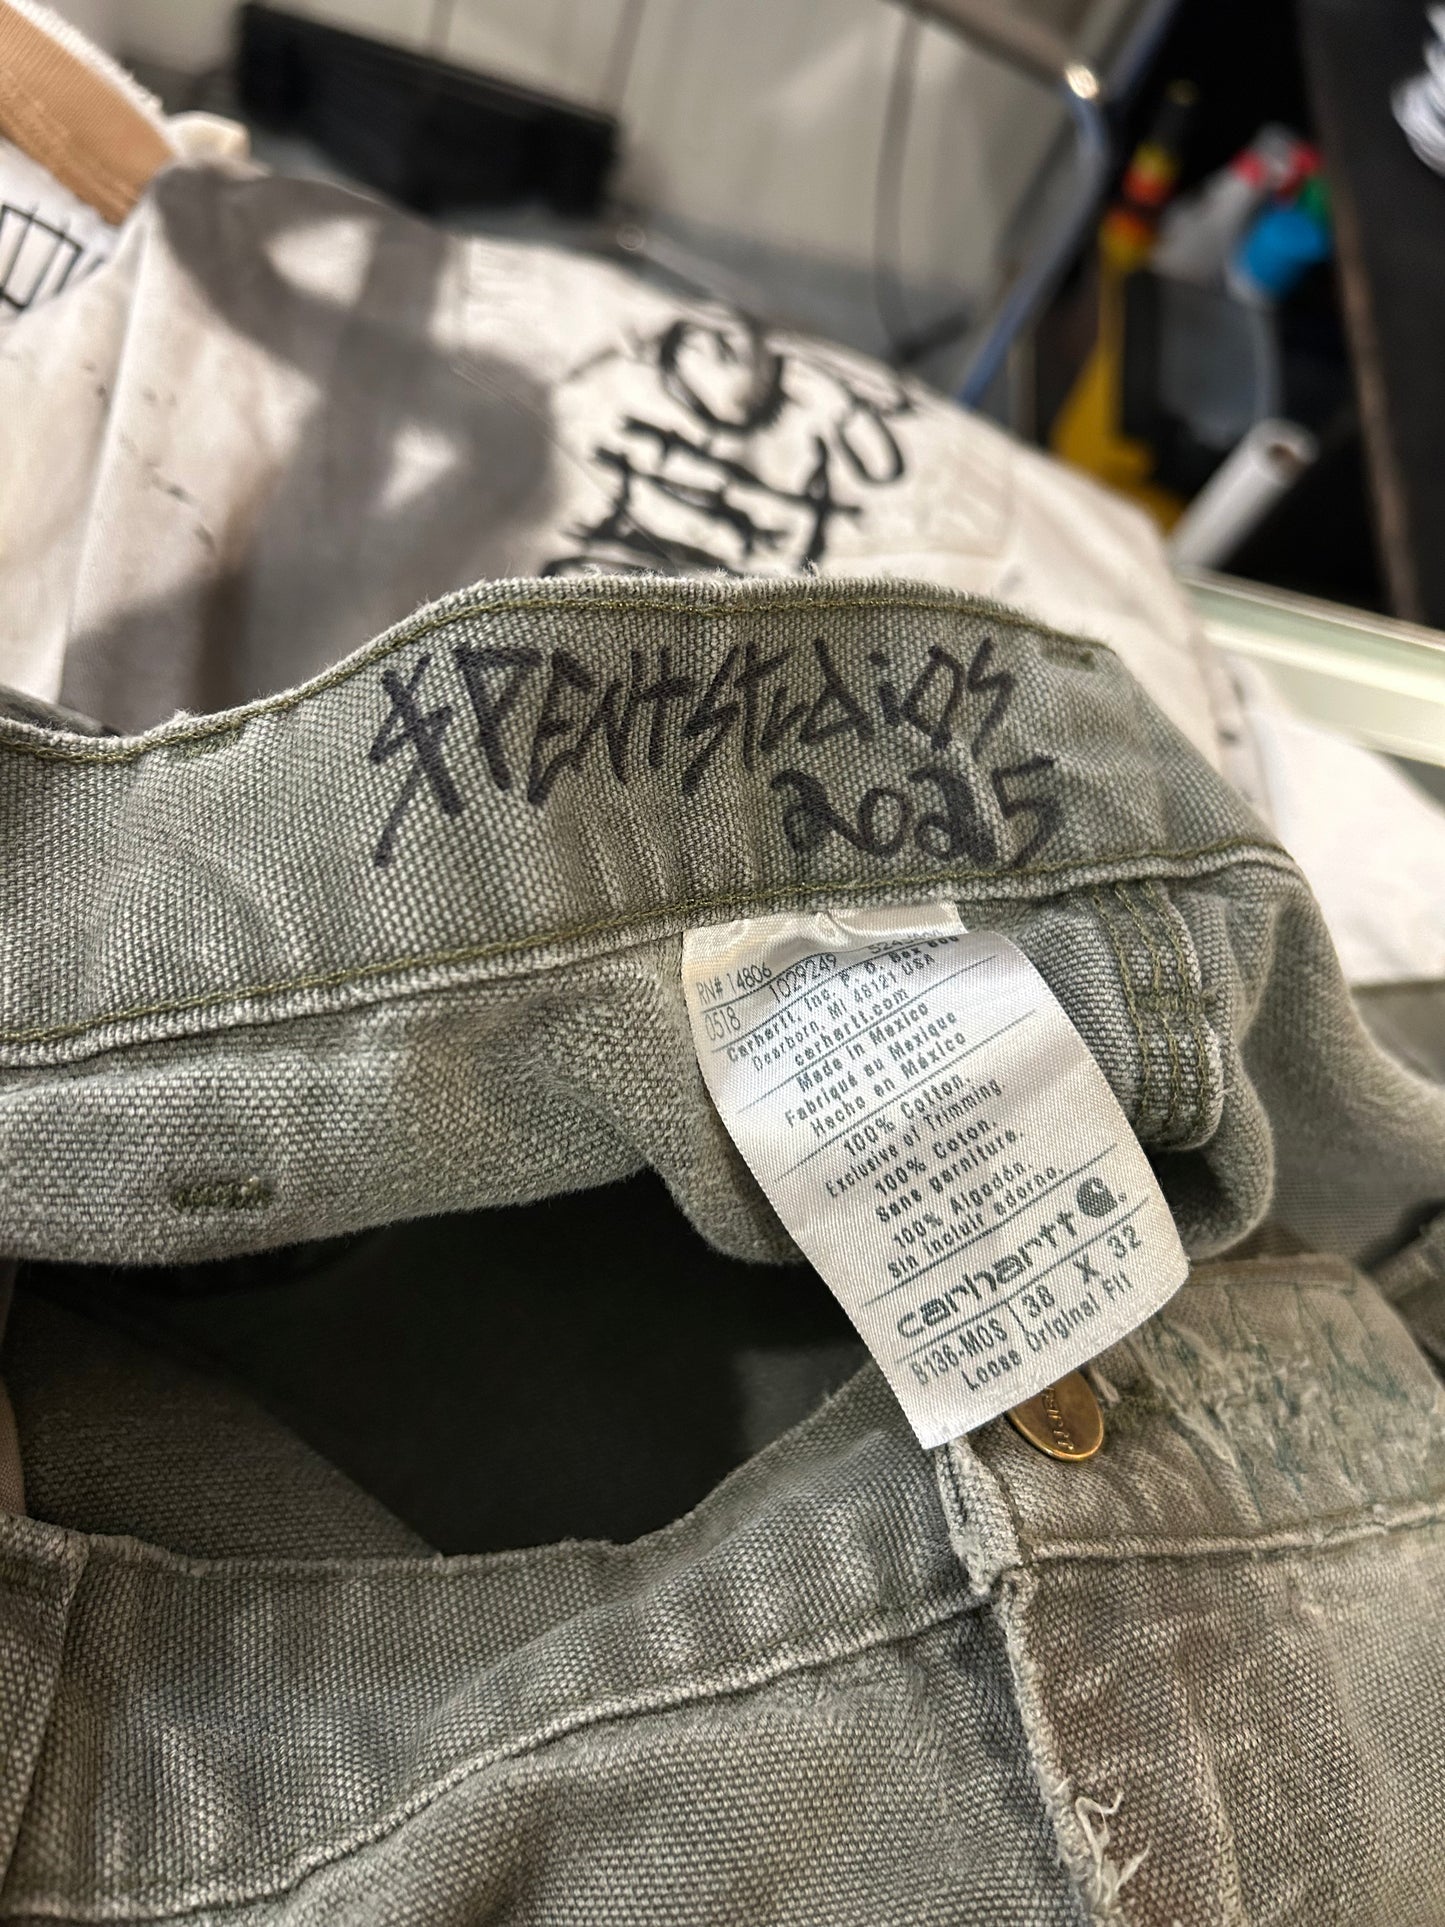 $PENTSTUDIOS
2025
RN# 14806
1029249
0518
Carhartt, Inc. P. O. Box 600
Dearborn, MI 48121 USA
carhartt.com
Made in Mexico
Fabriqué au Mexique
Hecho en México
100% Cotton.
Exclusive of Trimming
100% Coton.
Sans garniture.
100% Algodón.
Sin incluir adorno.
carhartt
B136-MOS 38 X 32
Loose Original Fit